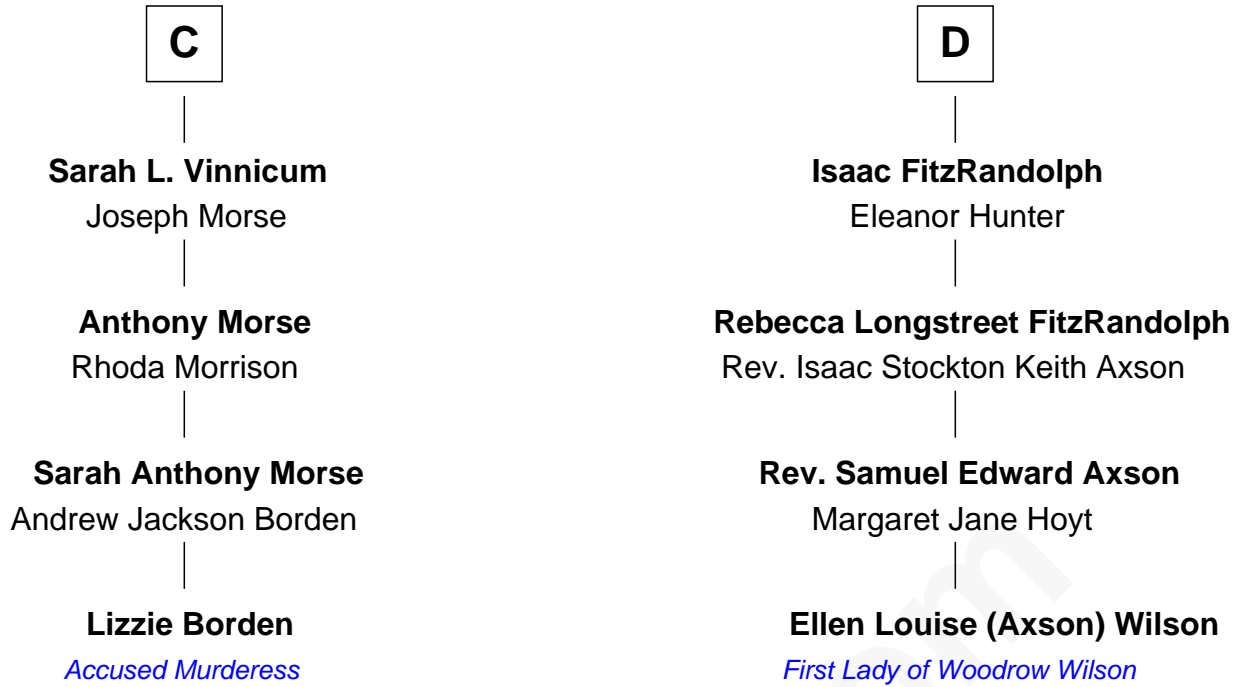 C
Sarah L. Vinnicum
Joseph Morse
Anthony Morse
Rhoda Morrison
Sarah Anthony Morse
Andrew Jackson Borden
Lizzie Borden
Accused Murderess
D
Isaac FitzRandolph
Eleanor Hunter
Rebecca Longstreet FitzRandolph
Rev. Isaac Stockton Keith Axson
Rev. Samuel Edward Axson
Margaret Jane Hoyt
Ellen Louise (Axson) Wilson
First Lady of Woodrow Wilson